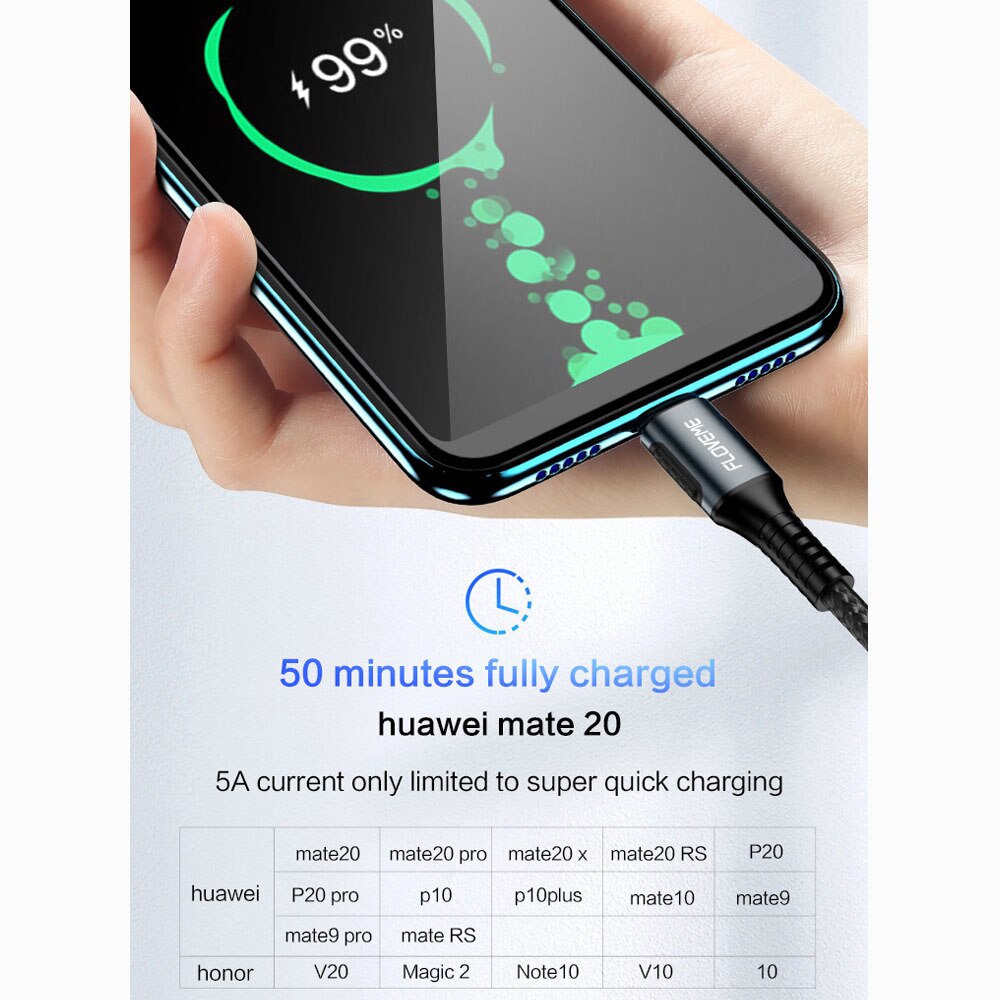 99%
FLOVEME
50 minutes fully charged
huawei mate 20
5A current only limited to super quick charging
huawei mate20 mate20 pro mate20 x mate20 RS P20
P20 pro p10 p10plus mate10 mate9
mate9 pro mate RS
honor V20 Magic 2 Note10 V10 10